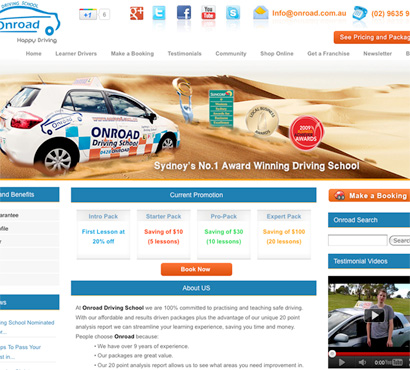 DRIVING SCHOOL
Onroad
Happy Driving
+1 6
info@onroad.com.au
(02) 9635 9
See Pricing and Packag
Home Learner Drivers Make a Booking Testimonials Community Shop Online Get a Franchise Newsletter B
ONROAD
Driving School
2009
AWARDS
Sydney's No.1 Award Winning Driving School
and Benefits
arantee
file
Current Promotion
Intro Pack Starter Pack Pro-Pack Expert Pack
First Lesson at Saving of $10 Saving of $30 Saving of $100
20% off (5 lessons) (10 lessons) (20 lessons)
Book Now
Make a Booking
Onroad Search
Search
Testimonial Videos
YouTube
About US
At Onroad Driving School we are 100% committed to practising and teaching safe driving.
With our affordable and results driven packages plus the advantage of our unique 20 point
analysis report we can streamline your learning experience, saving you time and money.
People choose Onroad because:
• We have over 9 years of experience.
• Our packages are great value.
• Our 20 point analysis report allows us to see what areas you need improvement in.
ws
ing School Nominated
r...
ps To Pass Your
st in...